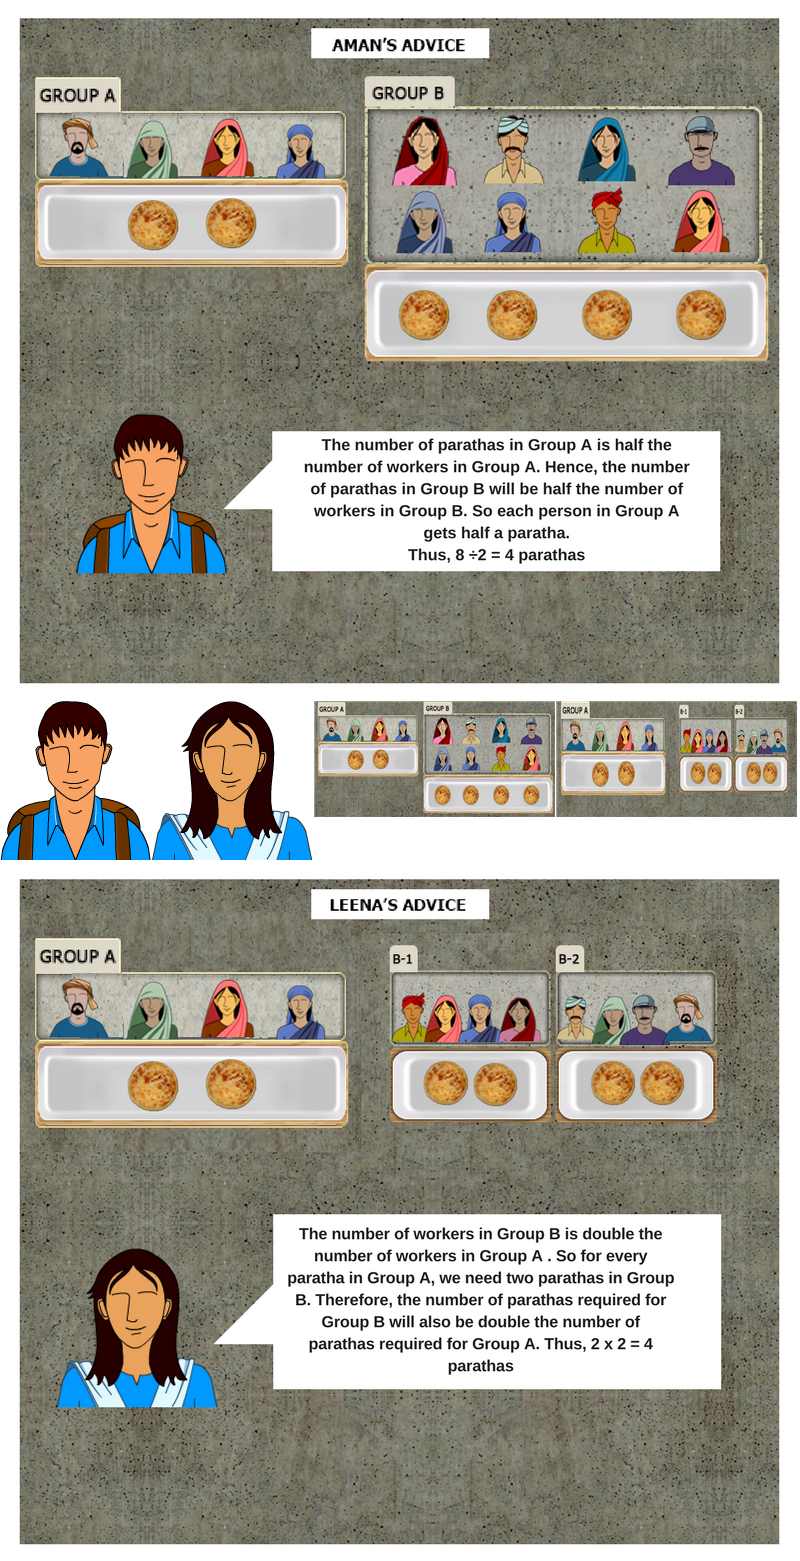 AMAN'S ADVICE
GROUP A
GROUP B
The number of parathas in Group A is half the
number of workers in Group A. Hence, the number
of parathas in Group B will be half the number of
workers in Group B. So each person in Group A
gets half a paratha.
Thus, 8 ÷2 = 4 parathas
GROUP A
GROUP B
GROUP A
B-1
B-2
LEENA'S ADVICE
GROUP A
B-1
B-2
The number of workers in Group B is double the
number of workers in Group A . So for every
paratha in Group A, we need two parathas in Group
B. Therefore, the number of parathas required for
Group B will also be double the number of
parathas required for Group A. Thus, 2 x 2 = 4
parathas